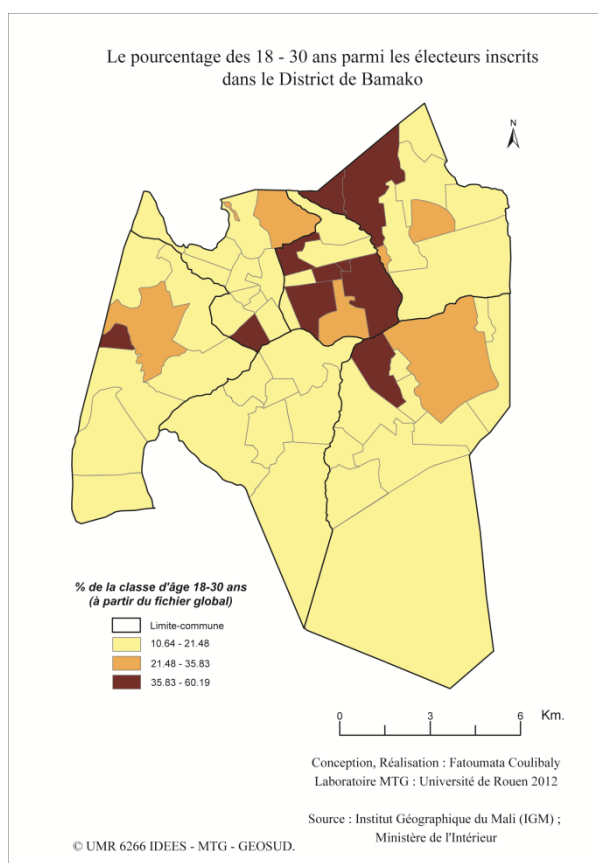 Le pourcentage des 18 - 30 ans parmi les électeurs inscrits
dans le District de Bamako
N
% de la classe d'âge 18-30 ans
(à partir du fichier global)
Limite-commune
10.64 - 21.48
21.48 - 35.83
35.83 - 60.19
0 3 6 Km.
Conception, Réalisation : Fatoumata Coulibaly
Laboratoire MTG : Université de Rouen 2012
Source : Institut Géographique du Mali (IGM) ;
Ministère de l'Intérieur
© UMR 6266 IDEES - MTG - GEOSUD.